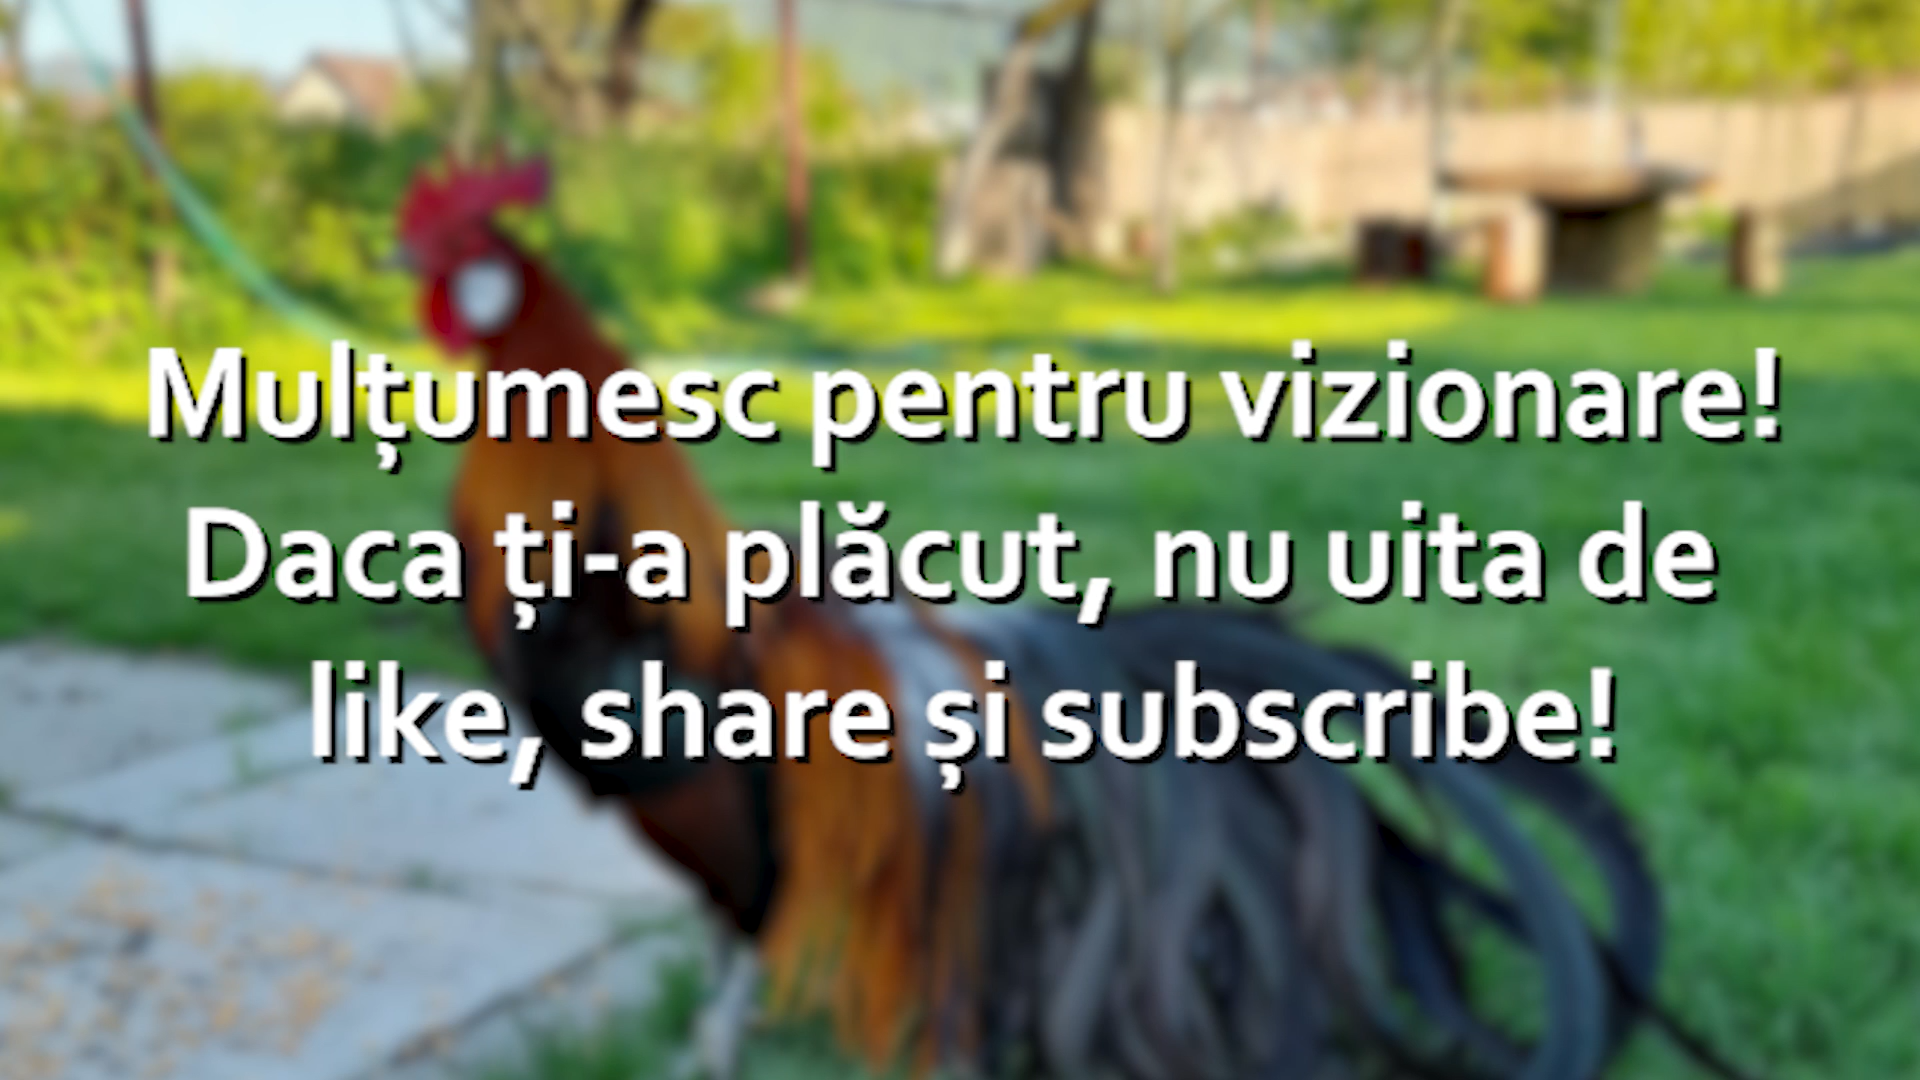 Mulțumesc pentru vizionare!
Daca ți-a plăcut, nu uita de
like, share și subscribe!